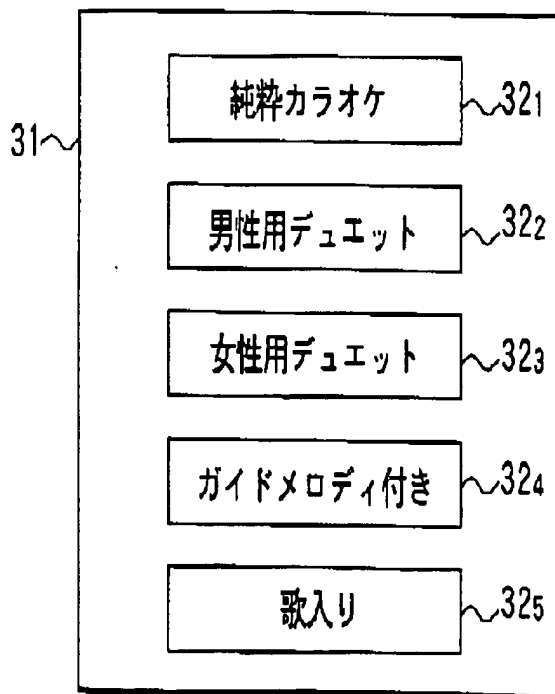 純粋カラオケ 32₁
31
男性用デュエット 32₂
女性用デュエット 32₃
ガイドメロディ付き 32₄
歌入り 32₅